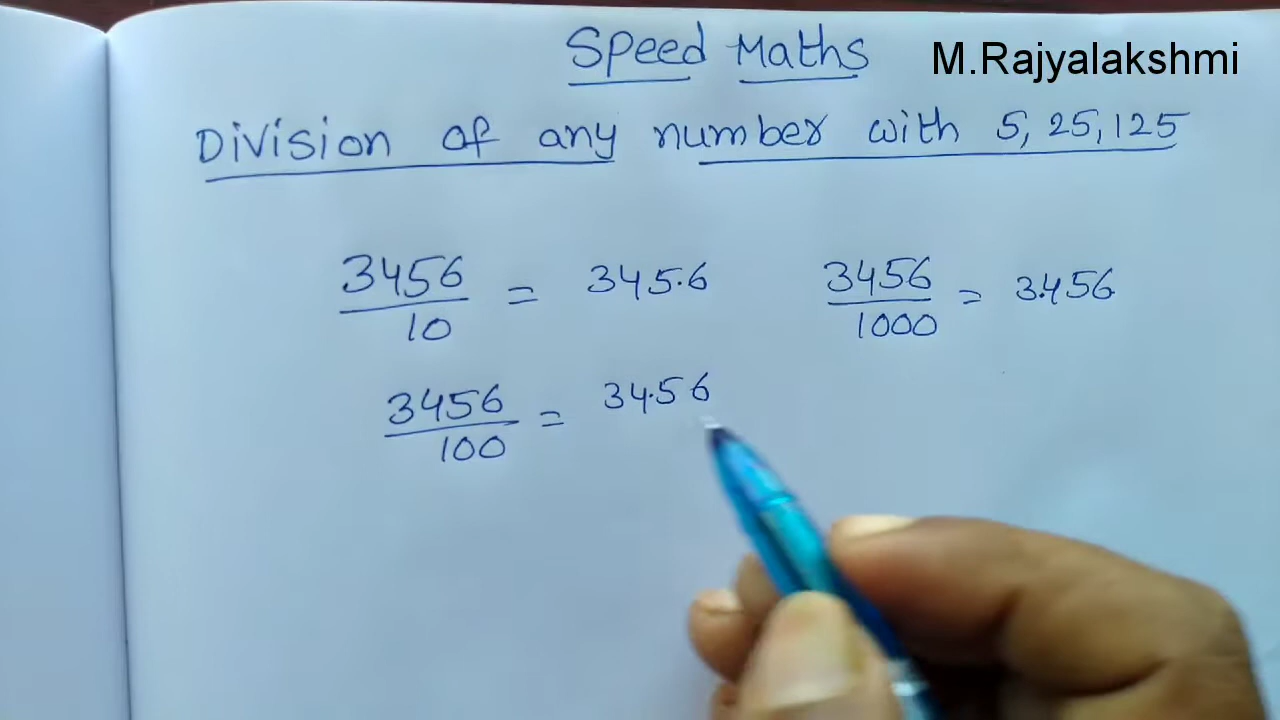 Speed Maths
M.Rajyalakshmi
Division of any number with 5, 25, 125
3456/10 = 345.6
3456/1000 = 3.456
3456/100 = 34.56